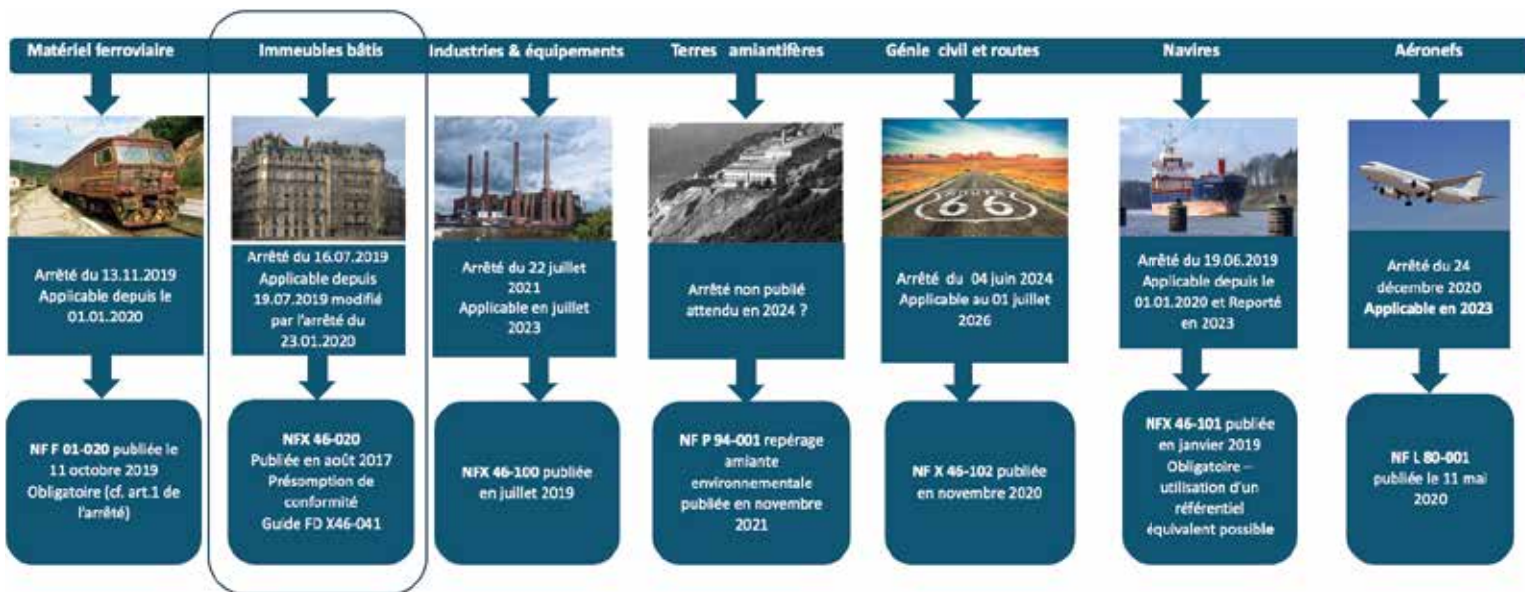 Matériel ferroviaire
Immeubles bâtis
Industries & équipements
Terres amiantifères
Génie civil et routes
Navires
Aéronefs
ROUTE
66
Arrêté du 13.11.2019
Applicable depuis le
01.01.2020
Arrêté du 16.07.2019
Applicable depuis
19.07.2019 modifié
par l'arrêté du
23.01.2020
Arrêté du 22 juillet
2021
Applicable en juillet
2023
Arrêté non publié
attendu en 2024 ?
Arrêté du 04 juin 2024
Applicable au 01 juillet
2026
Arrêté du 19.06.2019
Applicable depuis le
01.01.2020 et Reporté
en 2023
Arrêté du 24
décembre 2020
Applicable en 2023
NF F 01-020 publiée le
11 octobre 2019
Obligatoire (cf. art.1 de
l'arrêté)
NFX 46-020
Publiée en août 2017
Présomption de
conformité
Guide FD X46-041
NFX 46-100 publiée
en juillet 2019
NF P 94-001 repérage
amiante
environnementale
publiée en novembre
2021
NF X 46-102 publiée
en novembre 2020
NFX 46-101 publiée
en janvier 2019
Obligatoire –
utilisation d'un
référentiel
équivalent possible
NF L 80-001
publiée le 11 mai
2020